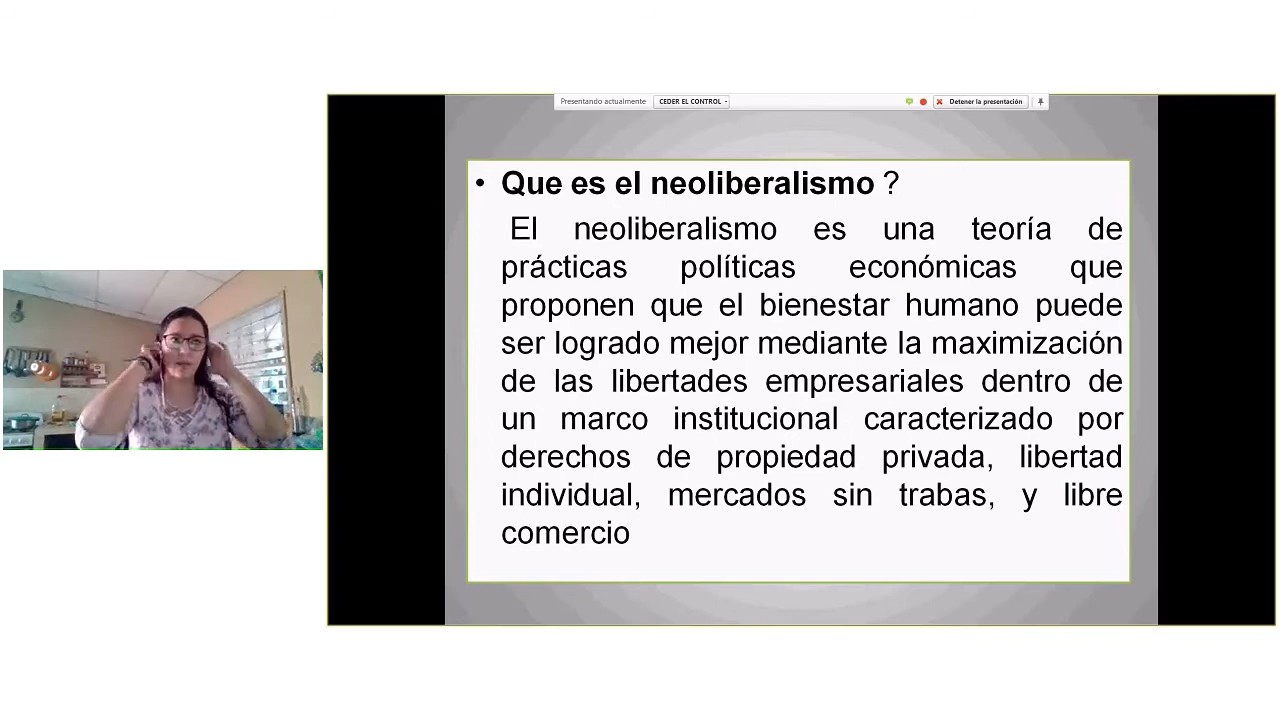 Presentando actualmente CEDER EL CONTROL Detener la presentación
• Que es el neoliberalismo ?
El neoliberalismo es una teoría de
prácticas políticas económicas que
proponen que el bienestar humano puede
ser logrado mejor mediante la maximización
de las libertades empresariales dentro de
un marco institucional caracterizado por
derechos de propiedad privada, libertad
individual, mercados sin trabas, y libre
comercio